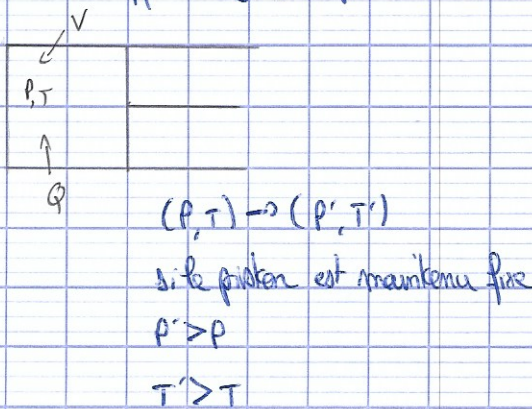 V
P,T
Q
(P,T) → (P',T')
si le piston est maintenu fixe
P' > P
T' > T